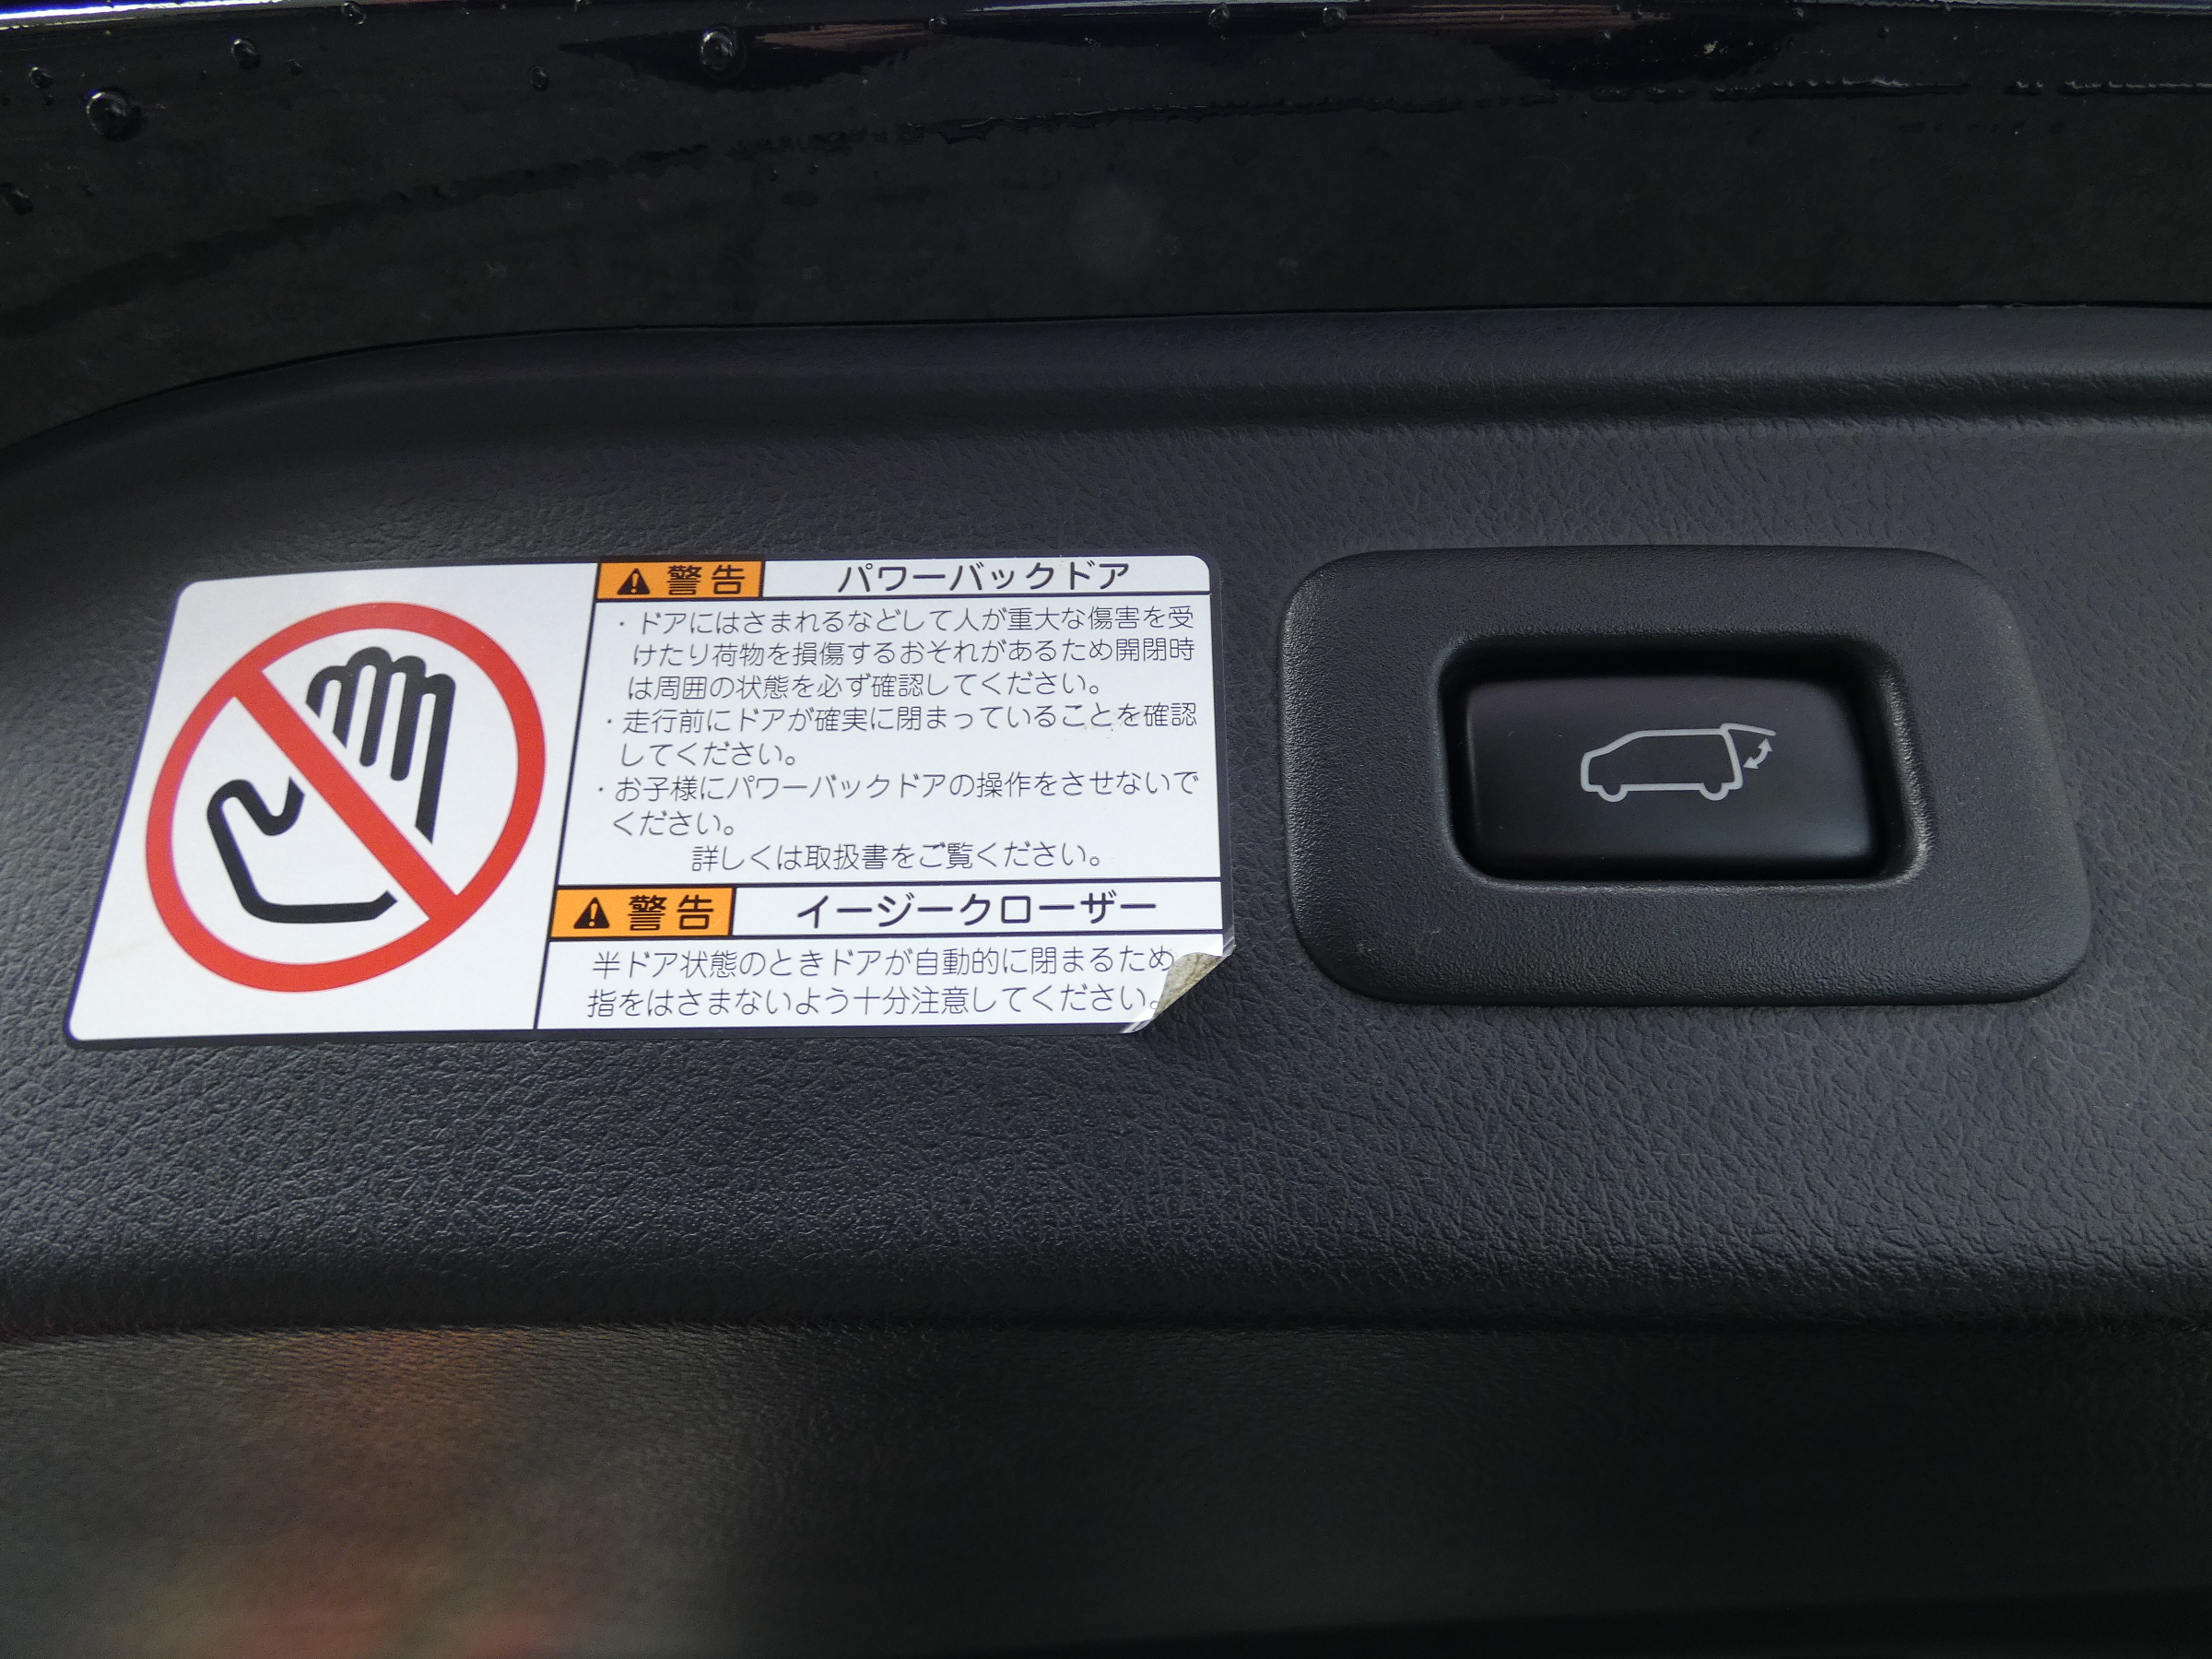 警告 パワーバックドア
・ドアにはさまれるなどして人が重大な傷害を受
けたり荷物を損傷するおそれがあるため開閉時
は周囲の状態を必ず確認してください。
・走行前にドアが確実に閉まっていることを確認
してください。
・お子様にパワーバックドアの操作をさせないで
ください。
詳しくは取扱書をご覧ください。
警告 イージークローザー
半ドア状態のときドアが自動的に閉まるため
指をはさまないよう十分注意してください。